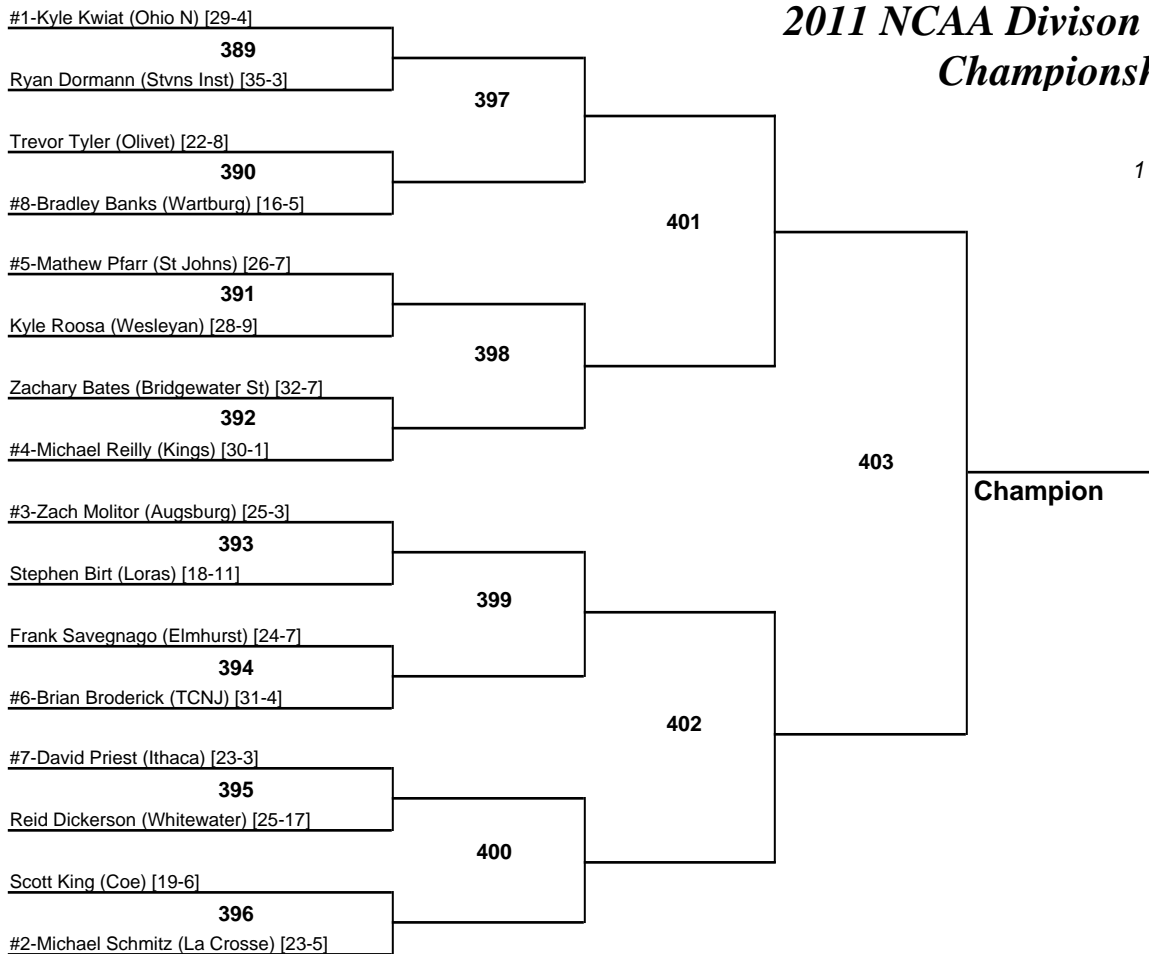 2011 NCAA Divison
Championsh
1
#1-Kyle Kwiat (Ohio N) [29-4]
389
Ryan Dormann (Stvns Inst) [35-3]
397
Trevor Tyler (Olivet) [22-8]
390
#8-Bradley Banks (Wartburg) [16-5]
401
#5-Mathew Pfarr (St Johns) [26-7]
391
Kyle Roosa (Wesleyan) [28-9]
398
Zachary Bates (Bridgewater St) [32-7]
392
#4-Michael Reilly (Kings) [30-1]
403
Champion
#3-Zach Molitor (Augsburg) [25-3]
393
Stephen Birt (Loras) [18-11]
399
Frank Savegnago (Elmhurst) [24-7]
394
#6-Brian Broderick (TCNJ) [31-4]
402
#7-David Priest (Ithaca) [23-3]
395
Reid Dickerson (Whitewater) [25-17]
400
Scott King (Coe) [19-6]
396
#2-Michael Schmitz (La Crosse) [23-5]